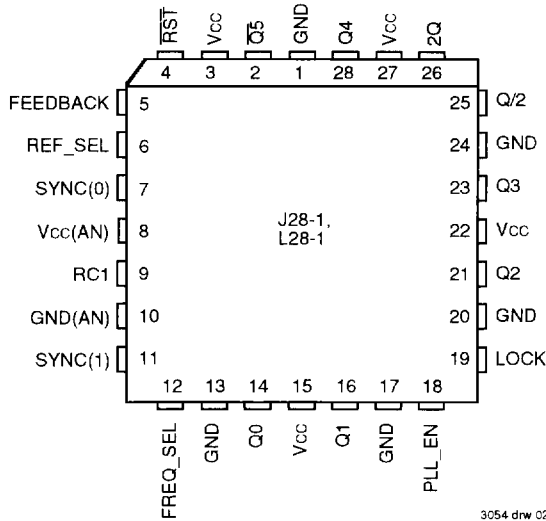 R̅S̅T̅ Vcc Q̅5 GND Q4 Vcc 2Q
4 3 2 1 28 27 26
FEEDBACK 5 25 Q/2
REF_SEL 6 24 GND
SYNC(0) 7 23 Q3
Vcc(AN) 8 J28-1, 22 Vcc
L28-1
RC1 9 21 Q2
GND(AN) 10 20 GND
SYNC(1) 11 19 LOCK
12 13 14 15 16 17 18
FREQ_SEL GND Q0 Vcc Q1 GND PLL_EN
3054 drw 02